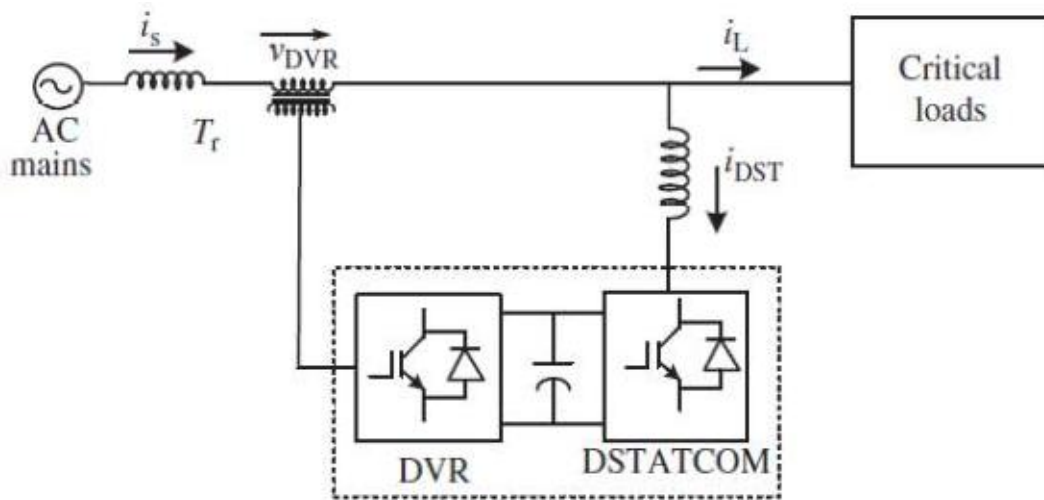 i_s
v_DVR
i_L
Critical
loads
AC
mains
T_r
i_DST
DVR
DSTATCOM